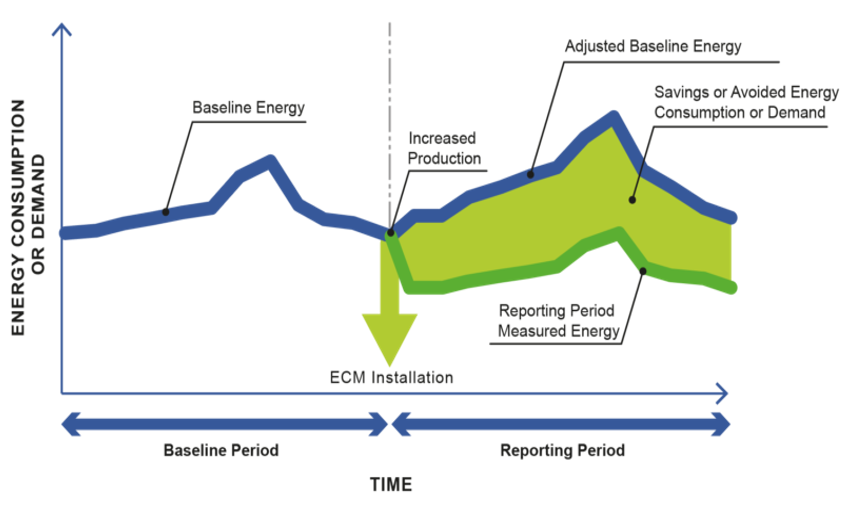 ENERGY CONSUMPTION
OR DEMAND
Baseline Energy
Increased
Production
Adjusted Baseline Energy
Savings or Avoided Energy
Consumption or Demand
Reporting Period
Measured Energy
ECM Installation
Baseline Period
Reporting Period
TIME